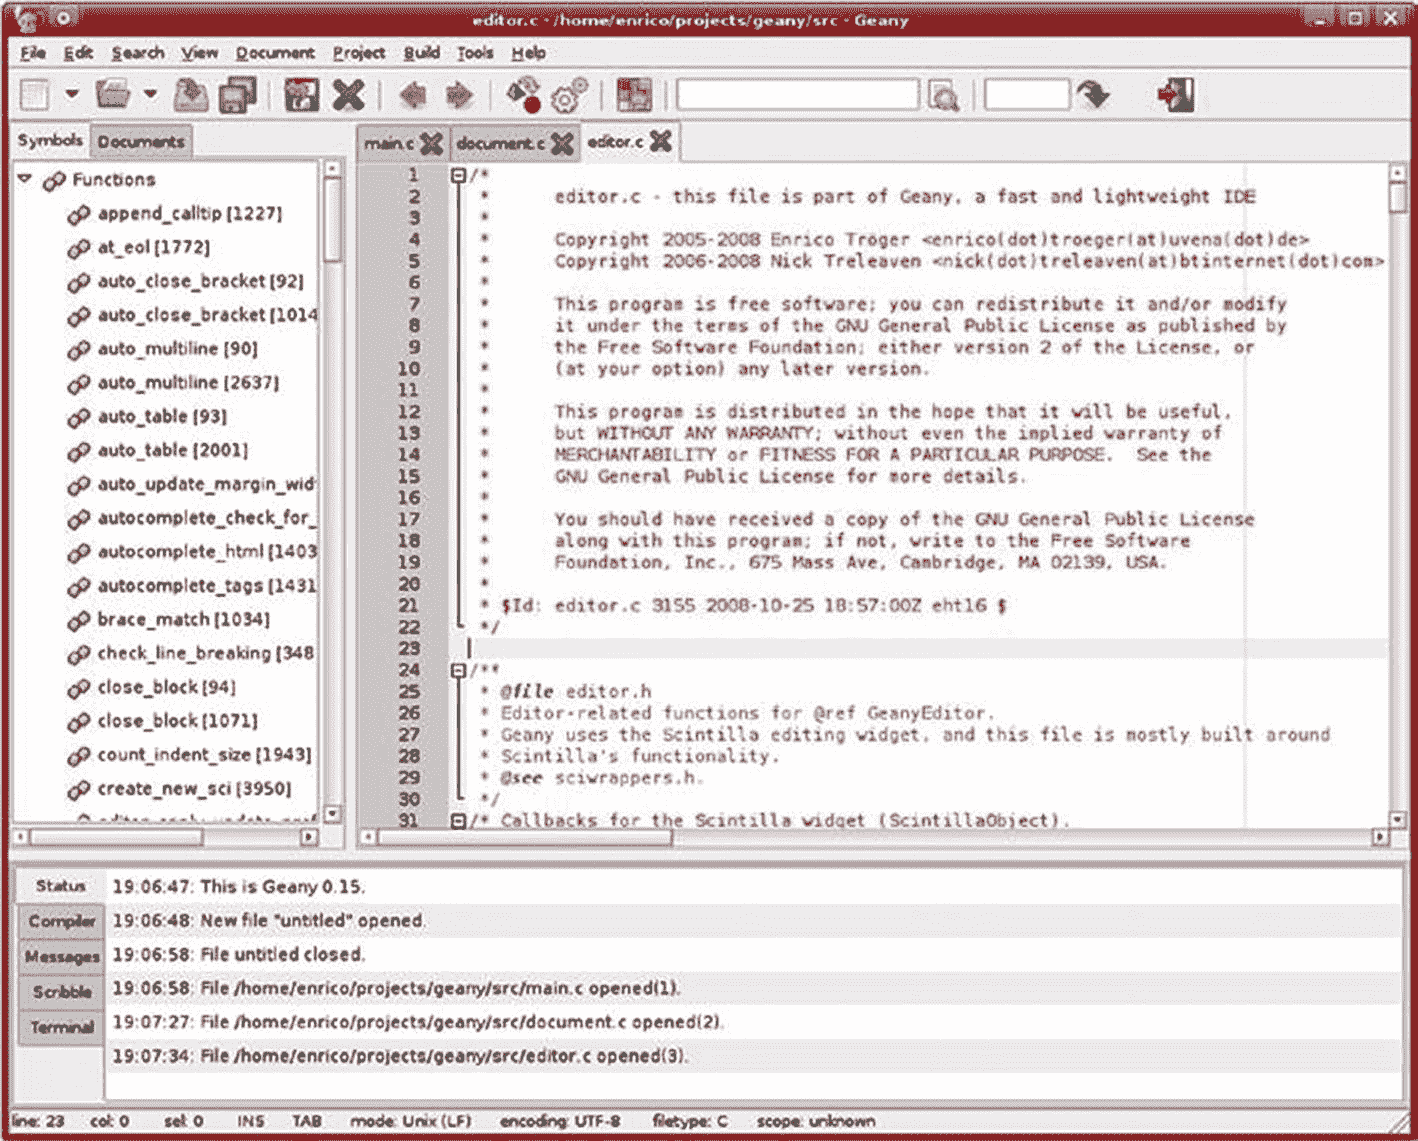 editor.c - /home/enrico/projects/geany/src - Geany
File Edit Search View Document Project Build Tools Help
Symbols Documents
main.c document.c editor.c
Functions
append_calltip [1227]
at_eol [1772]
auto_close_bracket [92]
auto_close_bracket [1014
auto_multiline [90]
auto_multiline [2637]
auto_table [93]
auto_table [2001]
auto_update_margin_wid
autocomplete_check_for_
autocomplete_html [1403
autocomplete_tags [1431
brace_match [1034]
check_line_breaking [348
close_block [94]
close_block [1071]
count_indent_size [1943]
create_new_sci [3950]
1 /*
2 * editor.c - this file is part of Geany, a fast and lightweight IDE
3 *
4 * Copyright 2005-2008 Enrico Tröger <enrico(dot)troeger(at)uvena(dot)de>
5 * Copyright 2006-2008 Nick Treleaven <nick(dot)treleaven(at)btinternet(dot)com>
6 *
7 * This program is free software; you can redistribute it and/or modify
8 * it under the terms of the GNU General Public License as published by
9 * the Free Software Foundation; either version 2 of the License, or
10 * (at your option) any later version.
11 *
12 * This program is distributed in the hope that it will be useful,
13 * but WITHOUT ANY WARRANTY; without even the implied warranty of
14 * MERCHANTABILITY or FITNESS FOR A PARTICULAR PURPOSE. See the
15 * GNU General Public License for more details.
16 *
17 * You should have received a copy of the GNU General Public License
18 * along with this program; if not, write to the Free Software
19 * Foundation, Inc., 675 Mass Ave, Cambridge, MA 02139, USA.
20 *
21 * $Id: editor.c 3155 2008-10-25 18:57:00Z eht16 $
22 */
23
24 /**
25 * @file editor.h
26 * Editor-related functions for @ref GeanyEditor.
27 * Geany uses the Scintilla editing widget, and this file is mostly built around
28 * Scintilla's functionality.
29 * @see sciwrappers.h.
30 */
31 /* Callbacks for the Scintilla widget (ScintillaObject).
Status
Compiler
Messages
Scribble
Terminal
19:06:47: This is Geany 0.15.
19:06:48: New file "untitled" opened.
19:06:58: File untitled closed.
19:06:58: File /home/enrico/projects/geany/src/main.c opened(1).
19:07:27: File /home/enrico/projects/geany/src/document.c opened(2).
19:07:34: File /home/enrico/projects/geany/src/editor.c opened(3).
line: 23 col: 0 sel: 0 INS TAB mode: Unix (LF) encoding: UTF-8 filetype: C scope: unknown